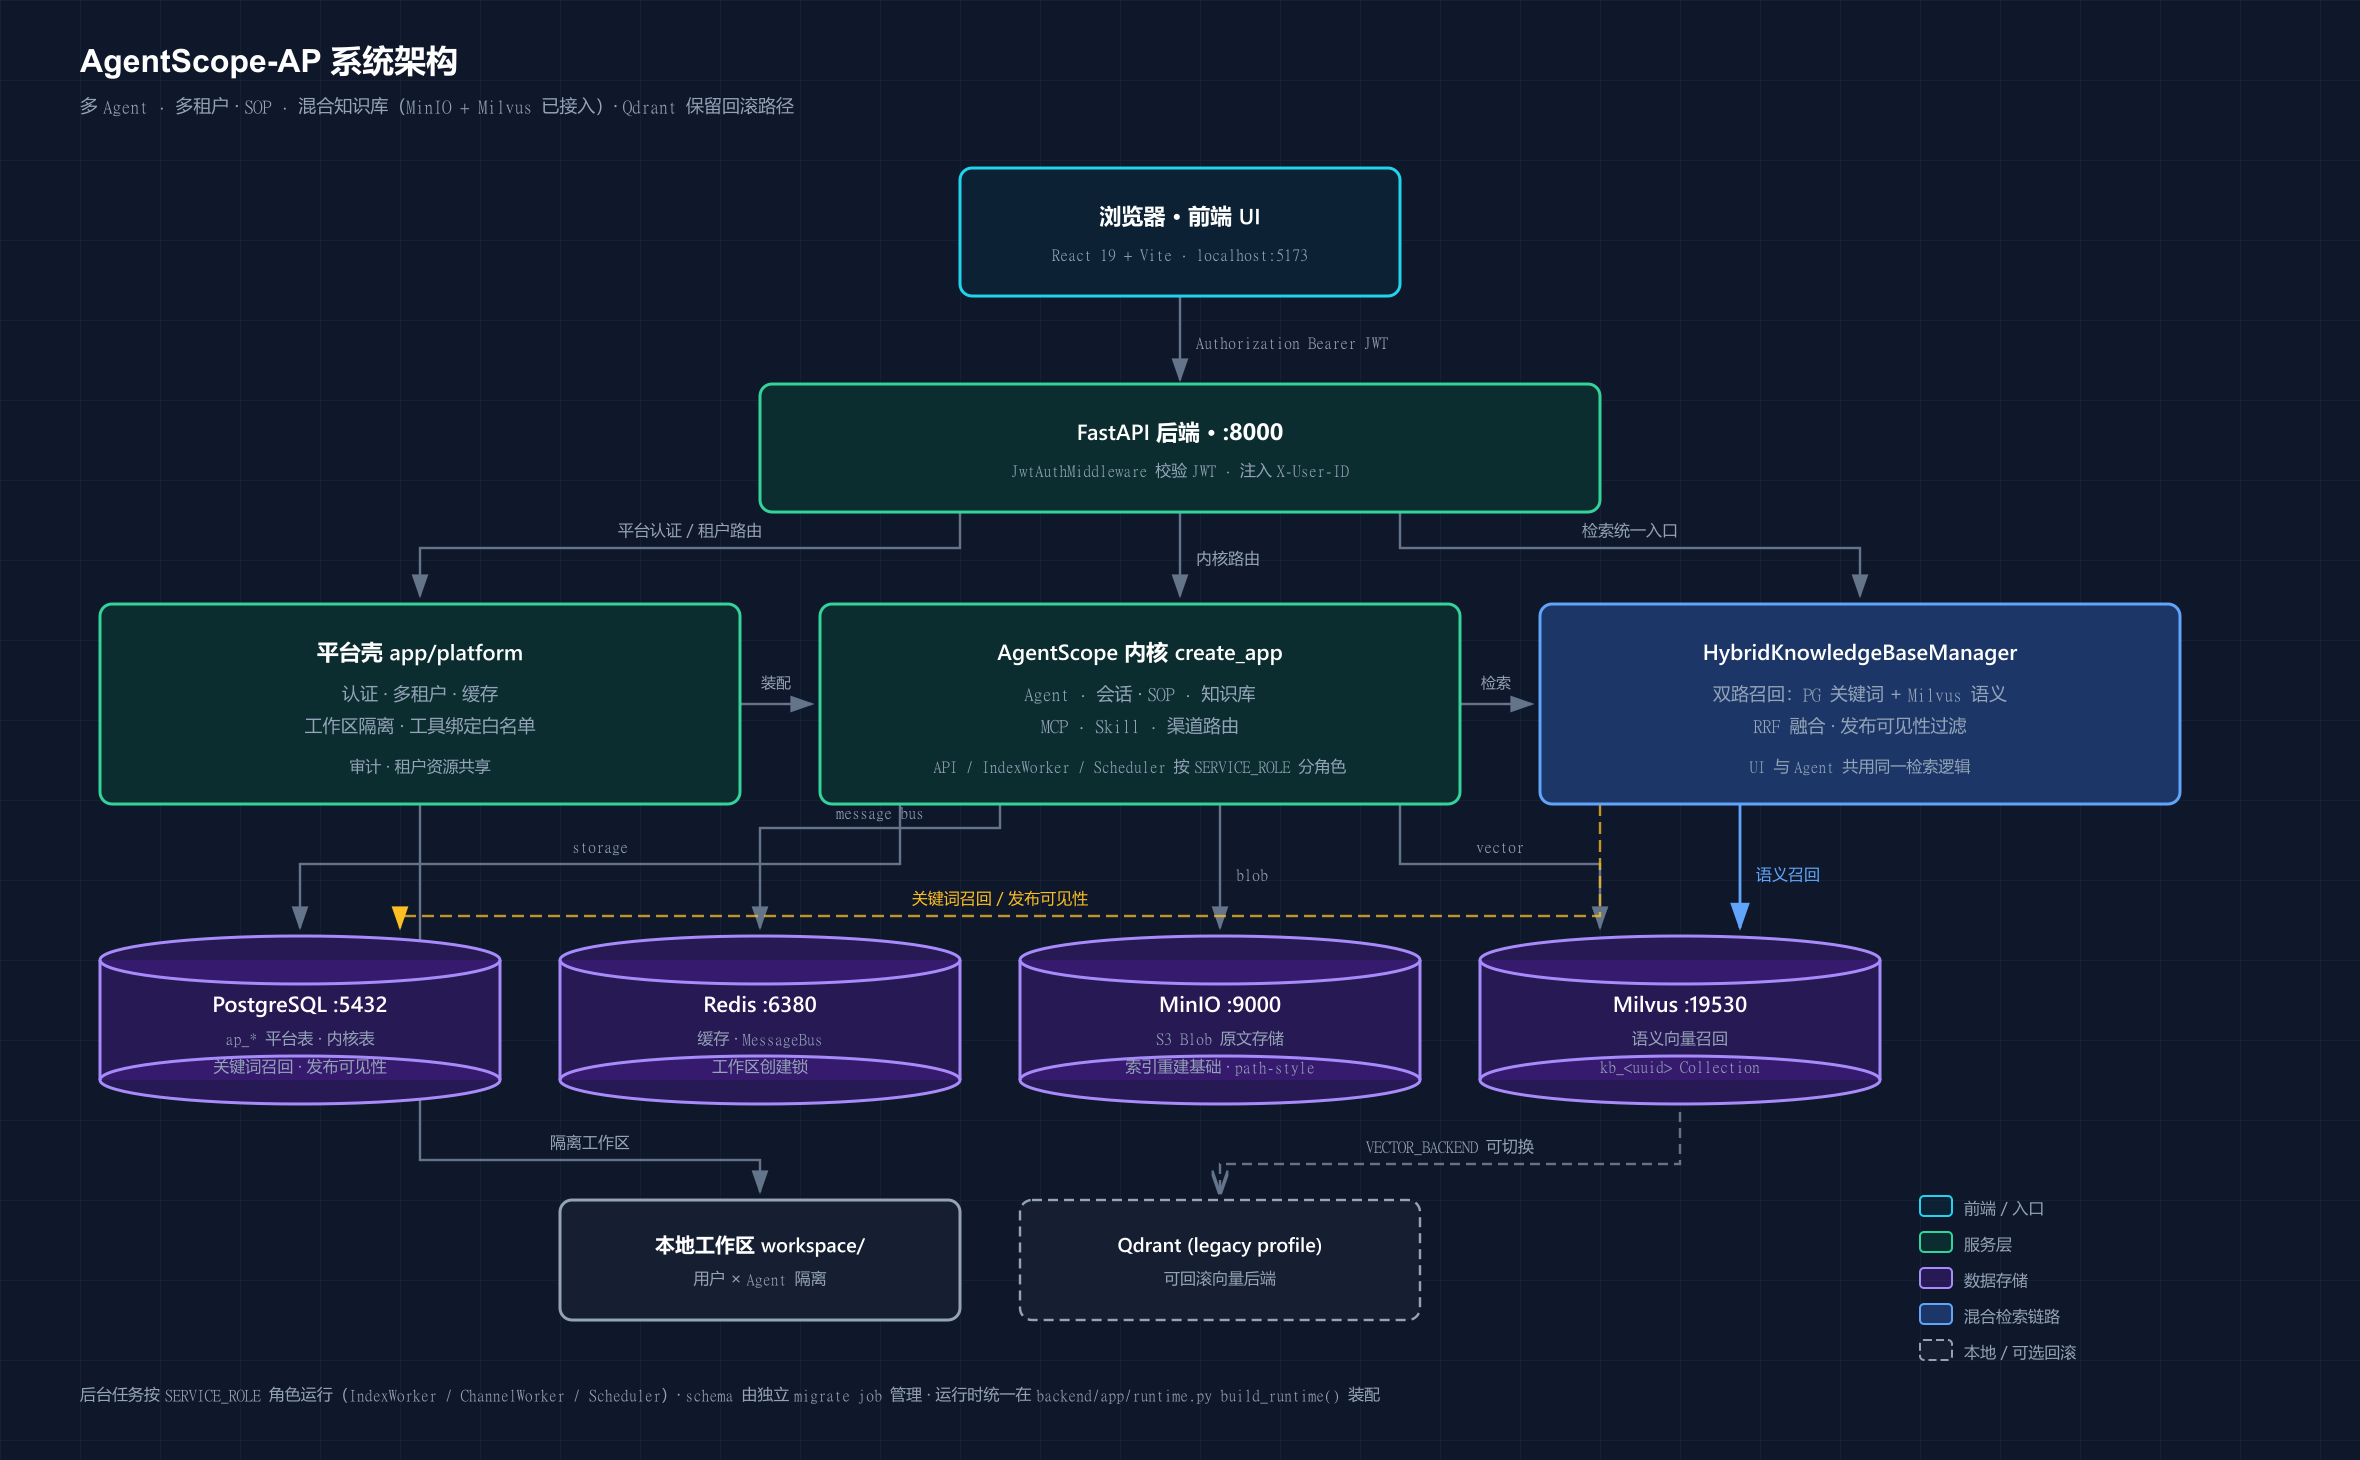 AgentScope-AP 系统架构
多 Agent · 多租户 · SOP · 混合知识库（MinIO + Milvus 已接入）· Qdrant 保留回滚路径
浏览器 • 前端 UI
React 19 + Vite · localhost:5173
Authorization Bearer JWT
FastAPI 后端 • :8000
JwtAuthMiddleware 校验 JWT · 注入 X-User-ID
平台认证 / 租户路由
内核路由
检索统一入口
平台壳 app/platform
认证 · 多租户 · 缓存
工作区隔离 · 工具绑定白名单
审计 · 租户资源共享
装配
AgentScope 内核 create_app
Agent · 会话 · SOP · 知识库
MCP · Skill · 渠道路由
API / IndexWorker / Scheduler 按 SERVICE_ROLE 分角色
检索
HybridKnowledgeBaseManager
双路召回：PG 关键词 + Milvus 语义
RRF 融合 · 发布可见性过滤
UI 与 Agent 共用同一检索逻辑
message bus
storage
vector
blob
语义召回
关键词召回 / 发布可见性
PostgreSQL :5432
ap_* 平台表 · 内核表
关键词召回 · 发布可见性
Redis :6380
缓存 · MessageBus
工作区创建锁
MinIO :9000
S3 Blob 原文存储
索引重建基础 · path-style
Milvus :19530
语义向量召回
kb_<uuid> Collection
隔离工作区
VECTOR_BACKEND 可切换
本地工作区 workspace/
用户 × Agent 隔离
Qdrant (legacy profile)
可回滚向量后端
前端 / 入口
服务层
数据存储
混合检索链路
本地 / 可选回滚
后台任务按 SERVICE_ROLE 角色运行（IndexWorker / ChannelWorker / Scheduler）· schema 由独立 migrate job 管理 · 运行时统一在 backend/app/runtime.py build_runtime() 装配